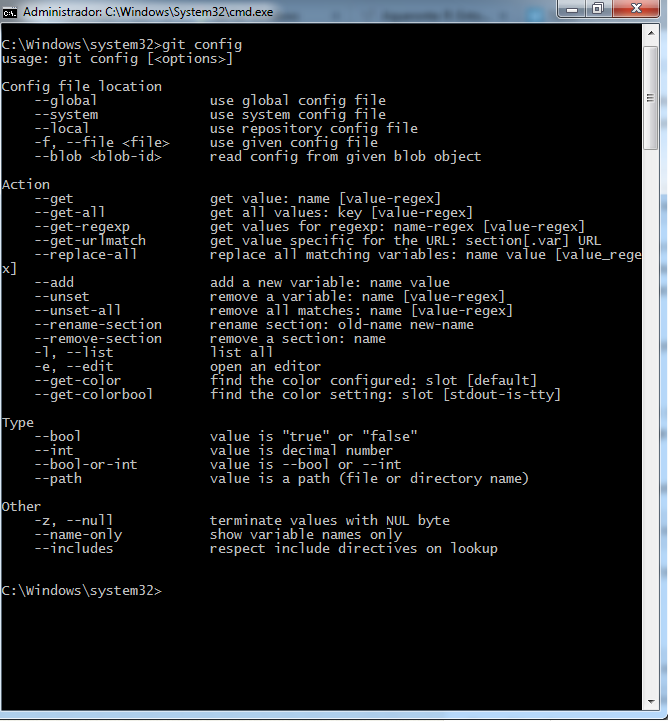 Administrador: C:\Windows\System32\cmd.exe
C:\Windows\system32>git config
usage: git config [<options>]
Config file location
    --global              use global config file
    --system              use system config file
    --local               use repository config file
    -f, --file <file>     use given config file
    --blob <blob-id>      read config from given blob object
Action
    --get                 get value: name [value-regex]
    --get-all             get all values: key [value-regex]
    --get-regexp          get values for regexp: name-regex [value-regex]
    --get-urlmatch        get value specific for the URL: section[.var] URL
    --replace-all         replace all matching variables: name value [value_rege
x]
    --add                 add a new variable: name value
    --unset               remove a variable: name [value-regex]
    --unset-all           remove all matches: name [value-regex]
    --rename-section      rename section: old-name new-name
    --remove-section      remove a section: name
    -l, --list            list all
    -e, --edit            open an editor
    --get-color           find the color configured: slot [default]
    --get-colorbool       find the color setting: slot [stdout-is-tty]
Type
    --bool                value is "true" or "false"
    --int                 value is decimal number
    --bool-or-int         value is --bool or --int
    --path                value is a path (file or directory name)
Other
    -z, --null            terminate values with NUL byte
    --name-only           show variable names only
    --includes            respect include directives on lookup
C:\Windows\system32>